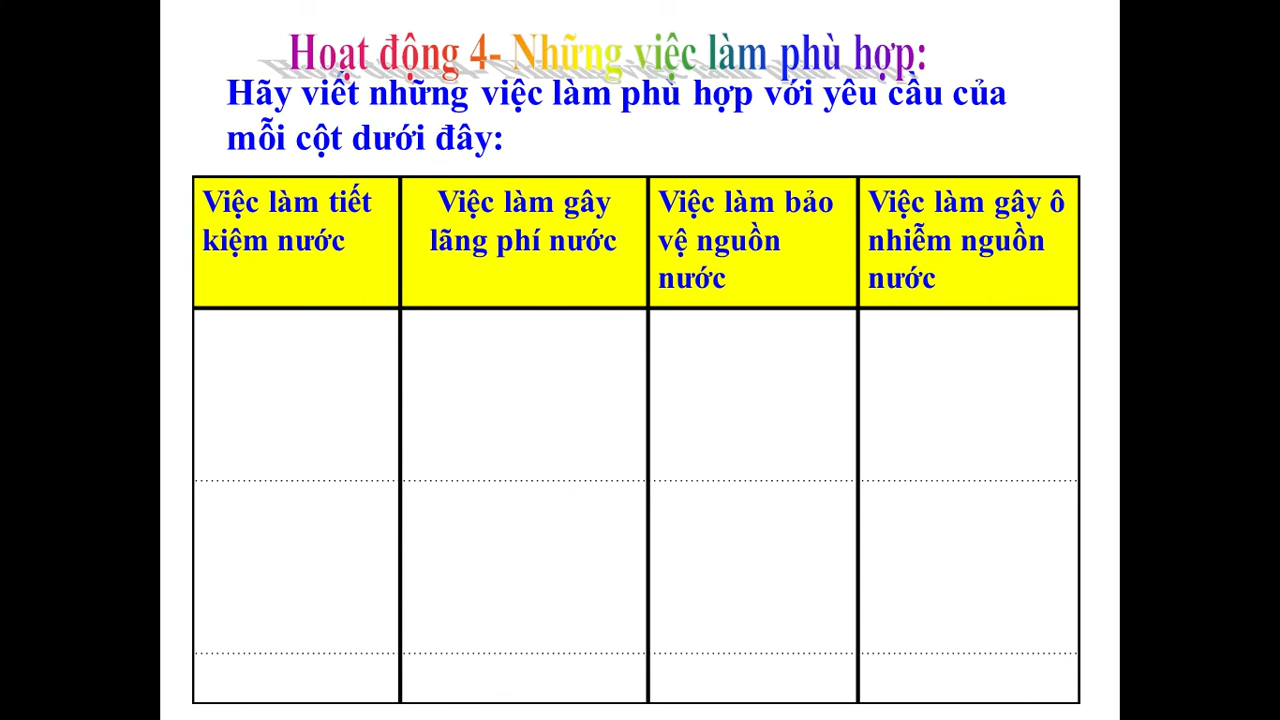 Hoạt động 4- Những việc làm phù hợp:
Hãy viết những việc làm phù hợp với yêu cầu của
mỗi cột dưới đây:
Việc làm tiết
kiệm nước
Việc làm gây
lãng phí nước
Việc làm bảo
vệ nguồn
nước
Việc làm gây ô
nhiễm nguồn
nước